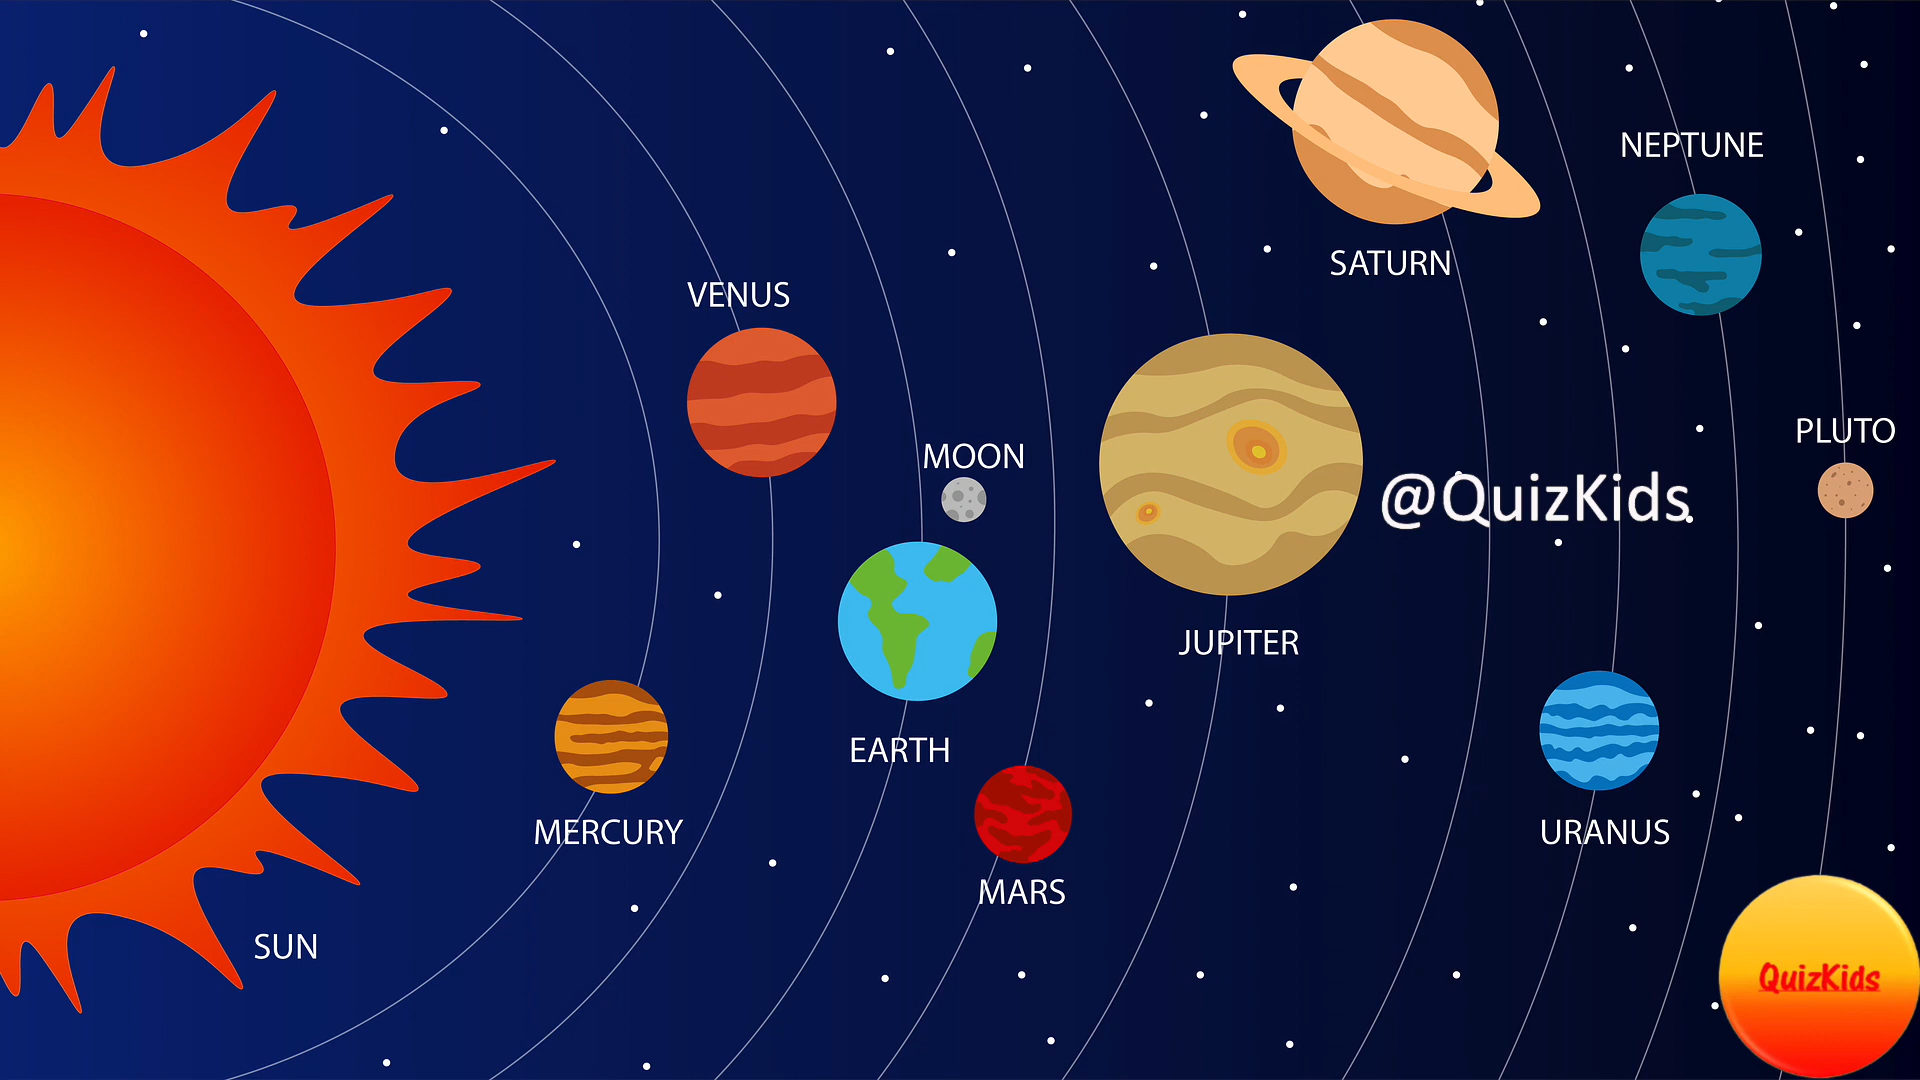 NEPTUNE
SATURN
VENUS
PLUTO
MOON
@QuizKids
JUPITER
EARTH
MERCURY
URANUS
MARS
SUN
QuizKids